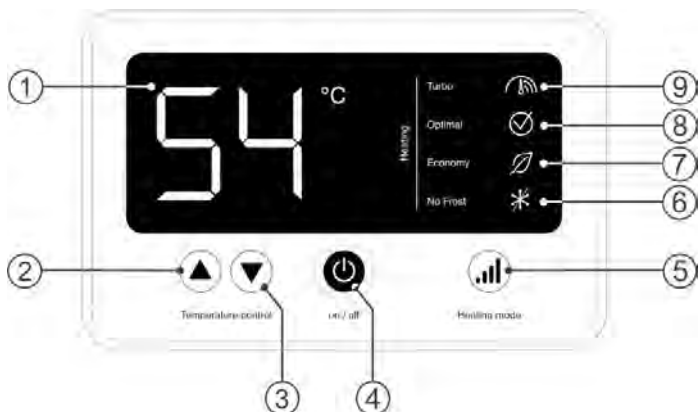 1
54
°C
Heating
Turbo
9
Optimal
8
Economy
7
No Frost
6
2
5
Temperature control
on / off
Heating mode
3
4